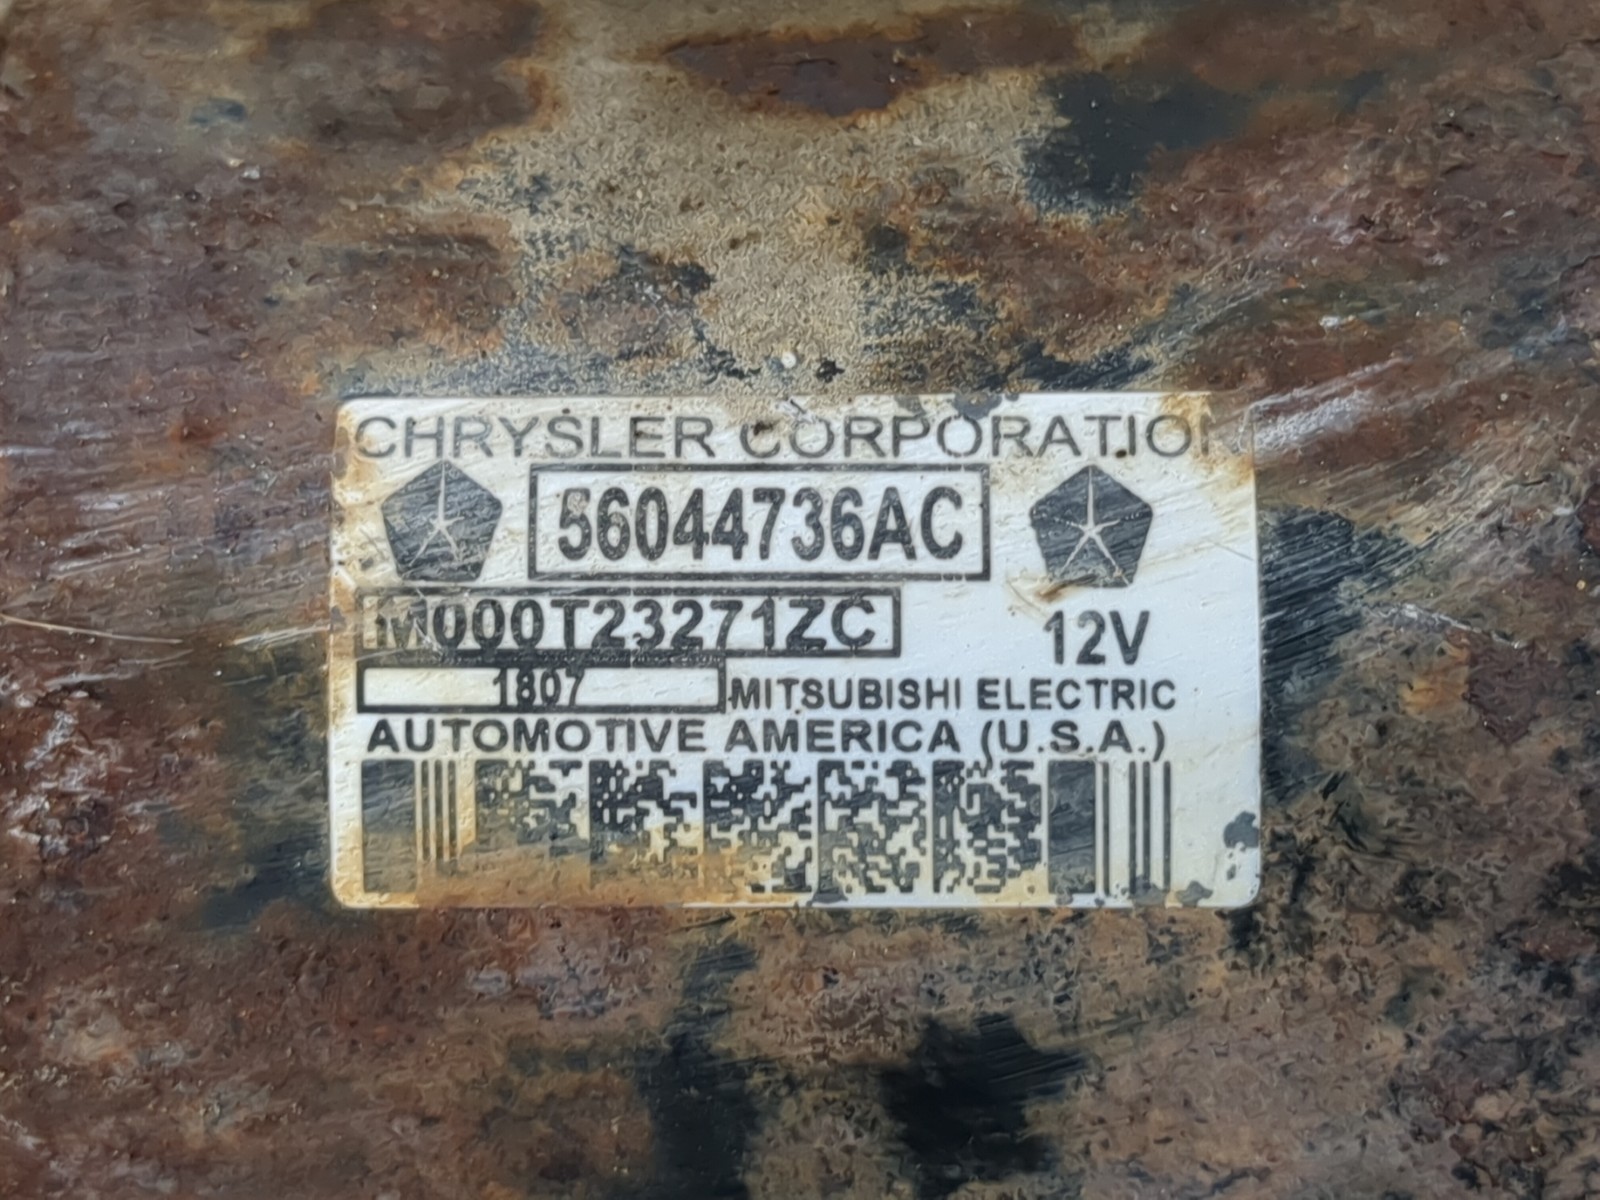 CHRYSLER CORPORATION
56044736AC
M000T23271ZC
12V
1807 MITSUBISHI ELECTRIC
AUTOMOTIVE AMERICA (U.S.A.)